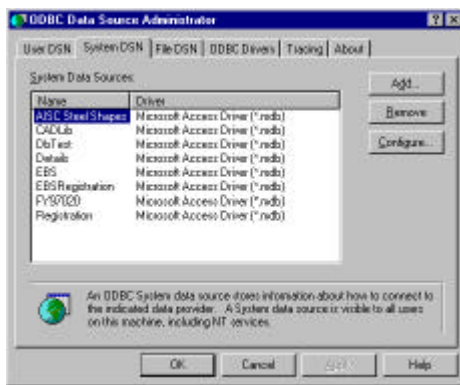 ODBC Data Source Administrator
User DSN System DSN File DSN ODBC Drivers Tracing About
System Data Sources:
Add...
Name Driver
AISC Steel Shapes Microsoft Access Driver (*.mdb)
Remove
CADLib Microsoft Access Driver (*.mdb)
DbTest Microsoft Access Driver (*.mdb)
Configure...
Details Microsoft Access Driver (*.mdb)
EBS Microsoft Access Driver (*.mdb)
EBSRegistration Microsoft Access Driver (*.mdb)
FY97020 Microsoft Access Driver (*.mdb)
Registration Microsoft Access Driver (*.mdb)
An ODBC System data source stores information about how to connect to
the indicated data provider. A System data source is visible to all users
on this machine, including NT services.
OK Cancel Apply Help